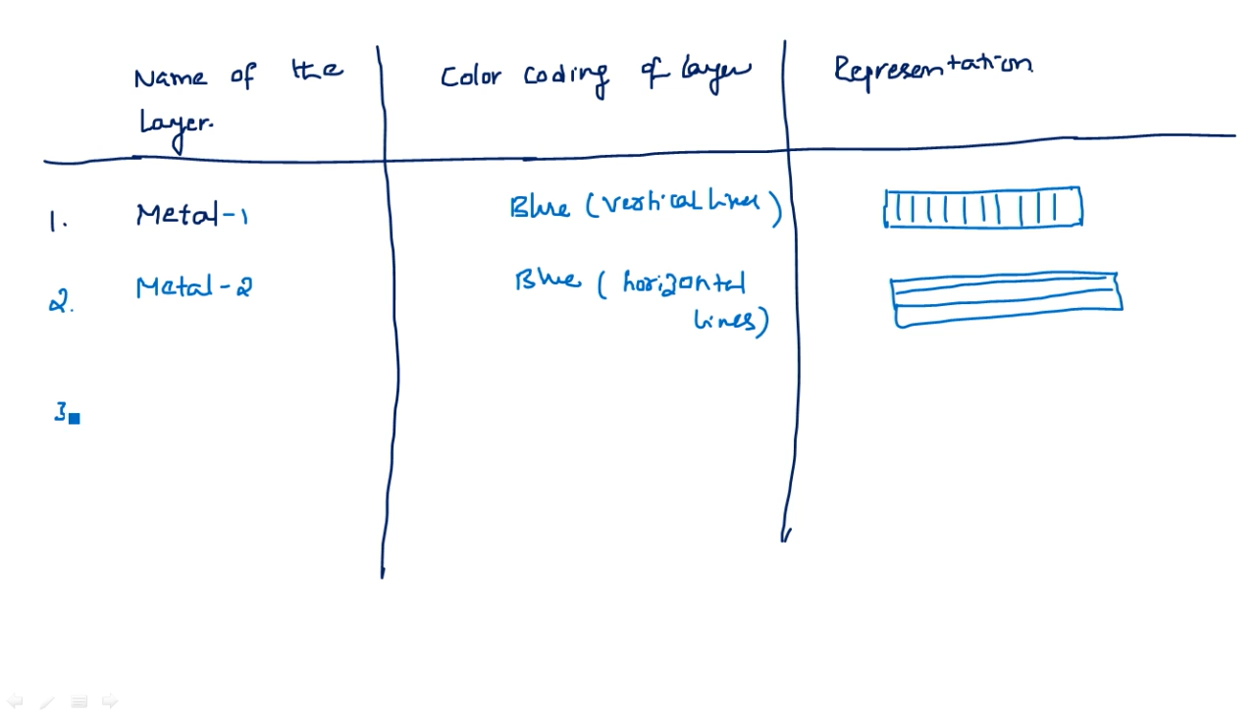 Name of the Color coding of layer Representation
Layer.
1. Metal-1 Blue (vertical lines)
2. Metal-2 Blue (horizontal
lines)
3